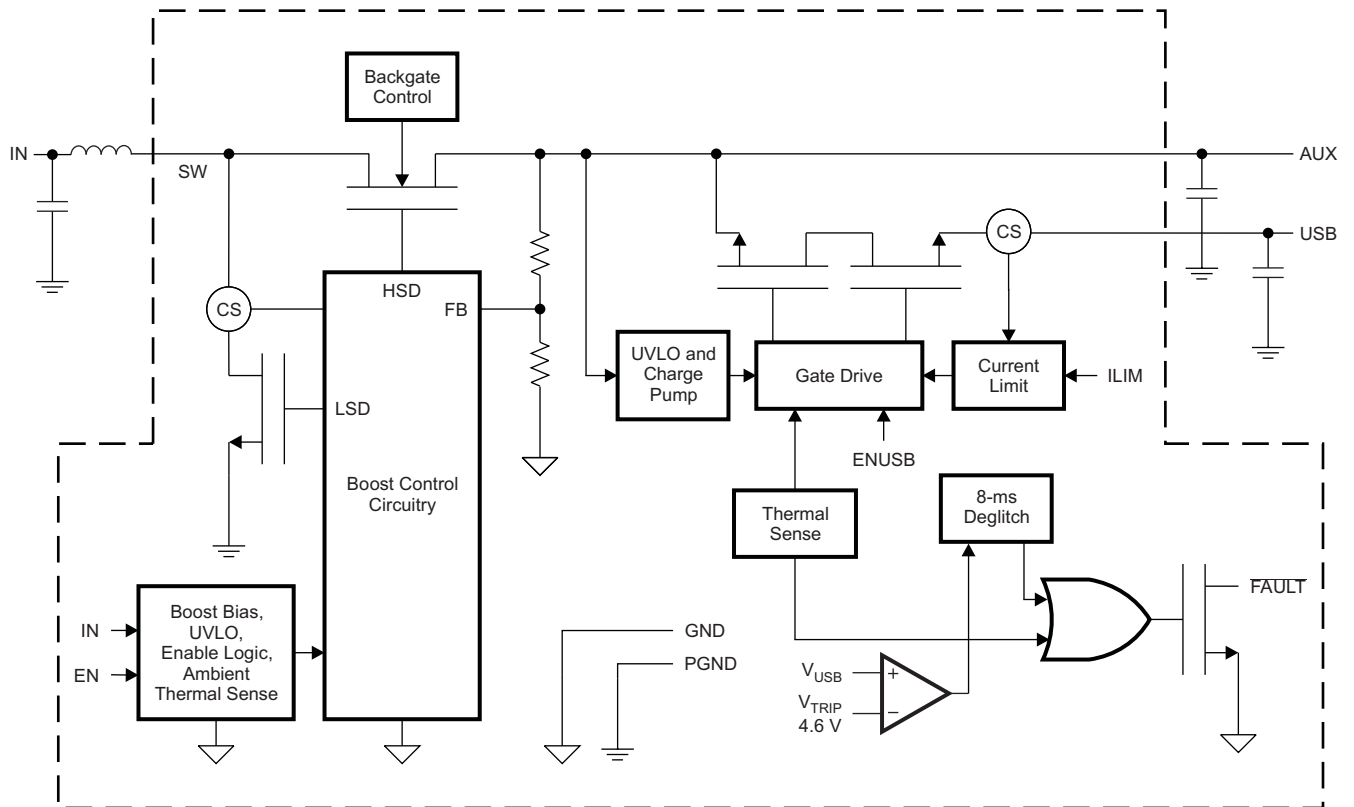 Backgate
Control
IN
SW
AUX
USB
CS
HSD
FB
CS
UVLO and
Charge
Pump
Gate Drive
Current
Limit
ILIM
LSD
ENUSB
Boost Control
Circuitry
Thermal
Sense
8-ms
Deglitch
FAULT
Boost Bias,
UVLO,
Enable Logic,
Ambient
Thermal Sense
IN
EN
GND
PGND
VUSB
+
VTRIP
4.6 V
−